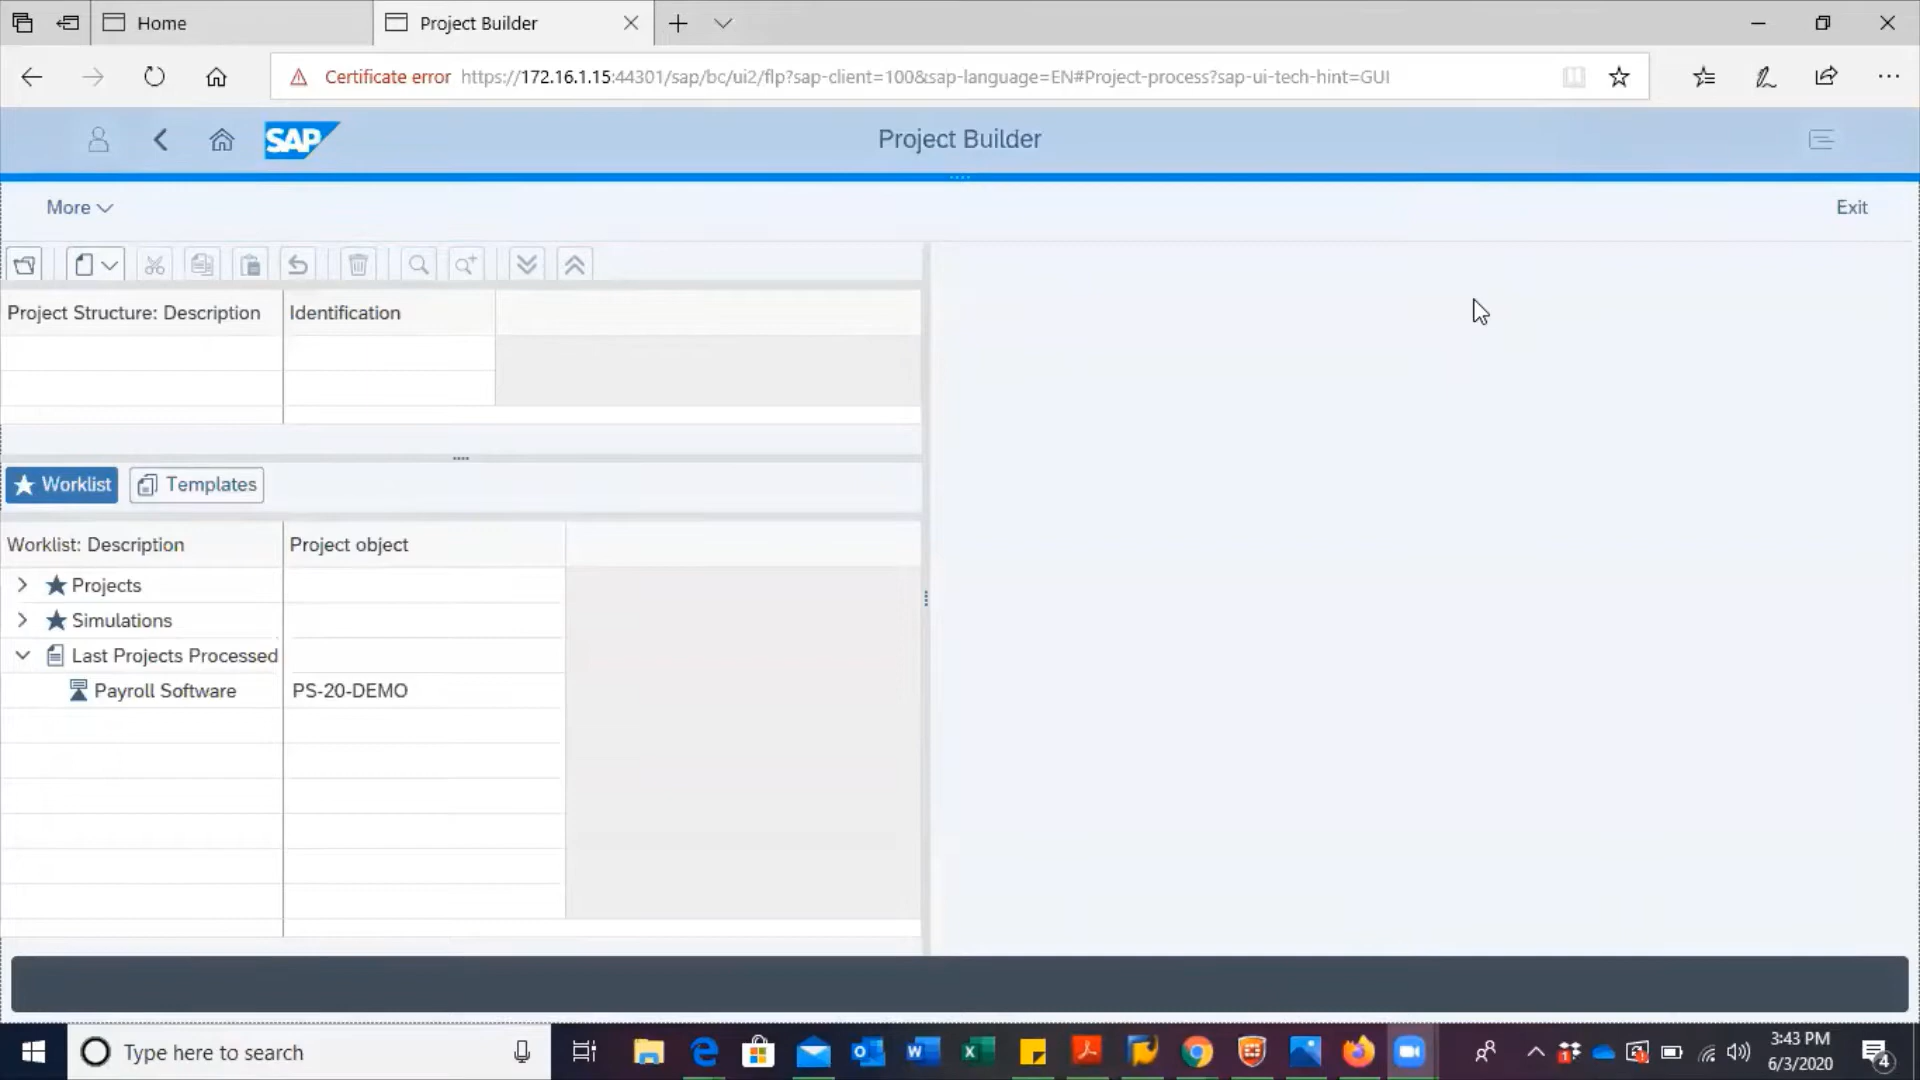 Home
Project Builder
Certificate error https://172.16.1.15:44301/sap/bc/ui2/flp?sap-client=100&sap-language=EN#Project-process?sap-ui-tech-hint=GUI
SAP
Project Builder
More
Exit
Project Structure: Description
Identification
Worklist
Templates
Worklist: Description
Project object
Projects
Simulations
Last Projects Processed
Payroll Software
PS-20-DEMO
Type here to search
3:43 PM
6/3/2020
4